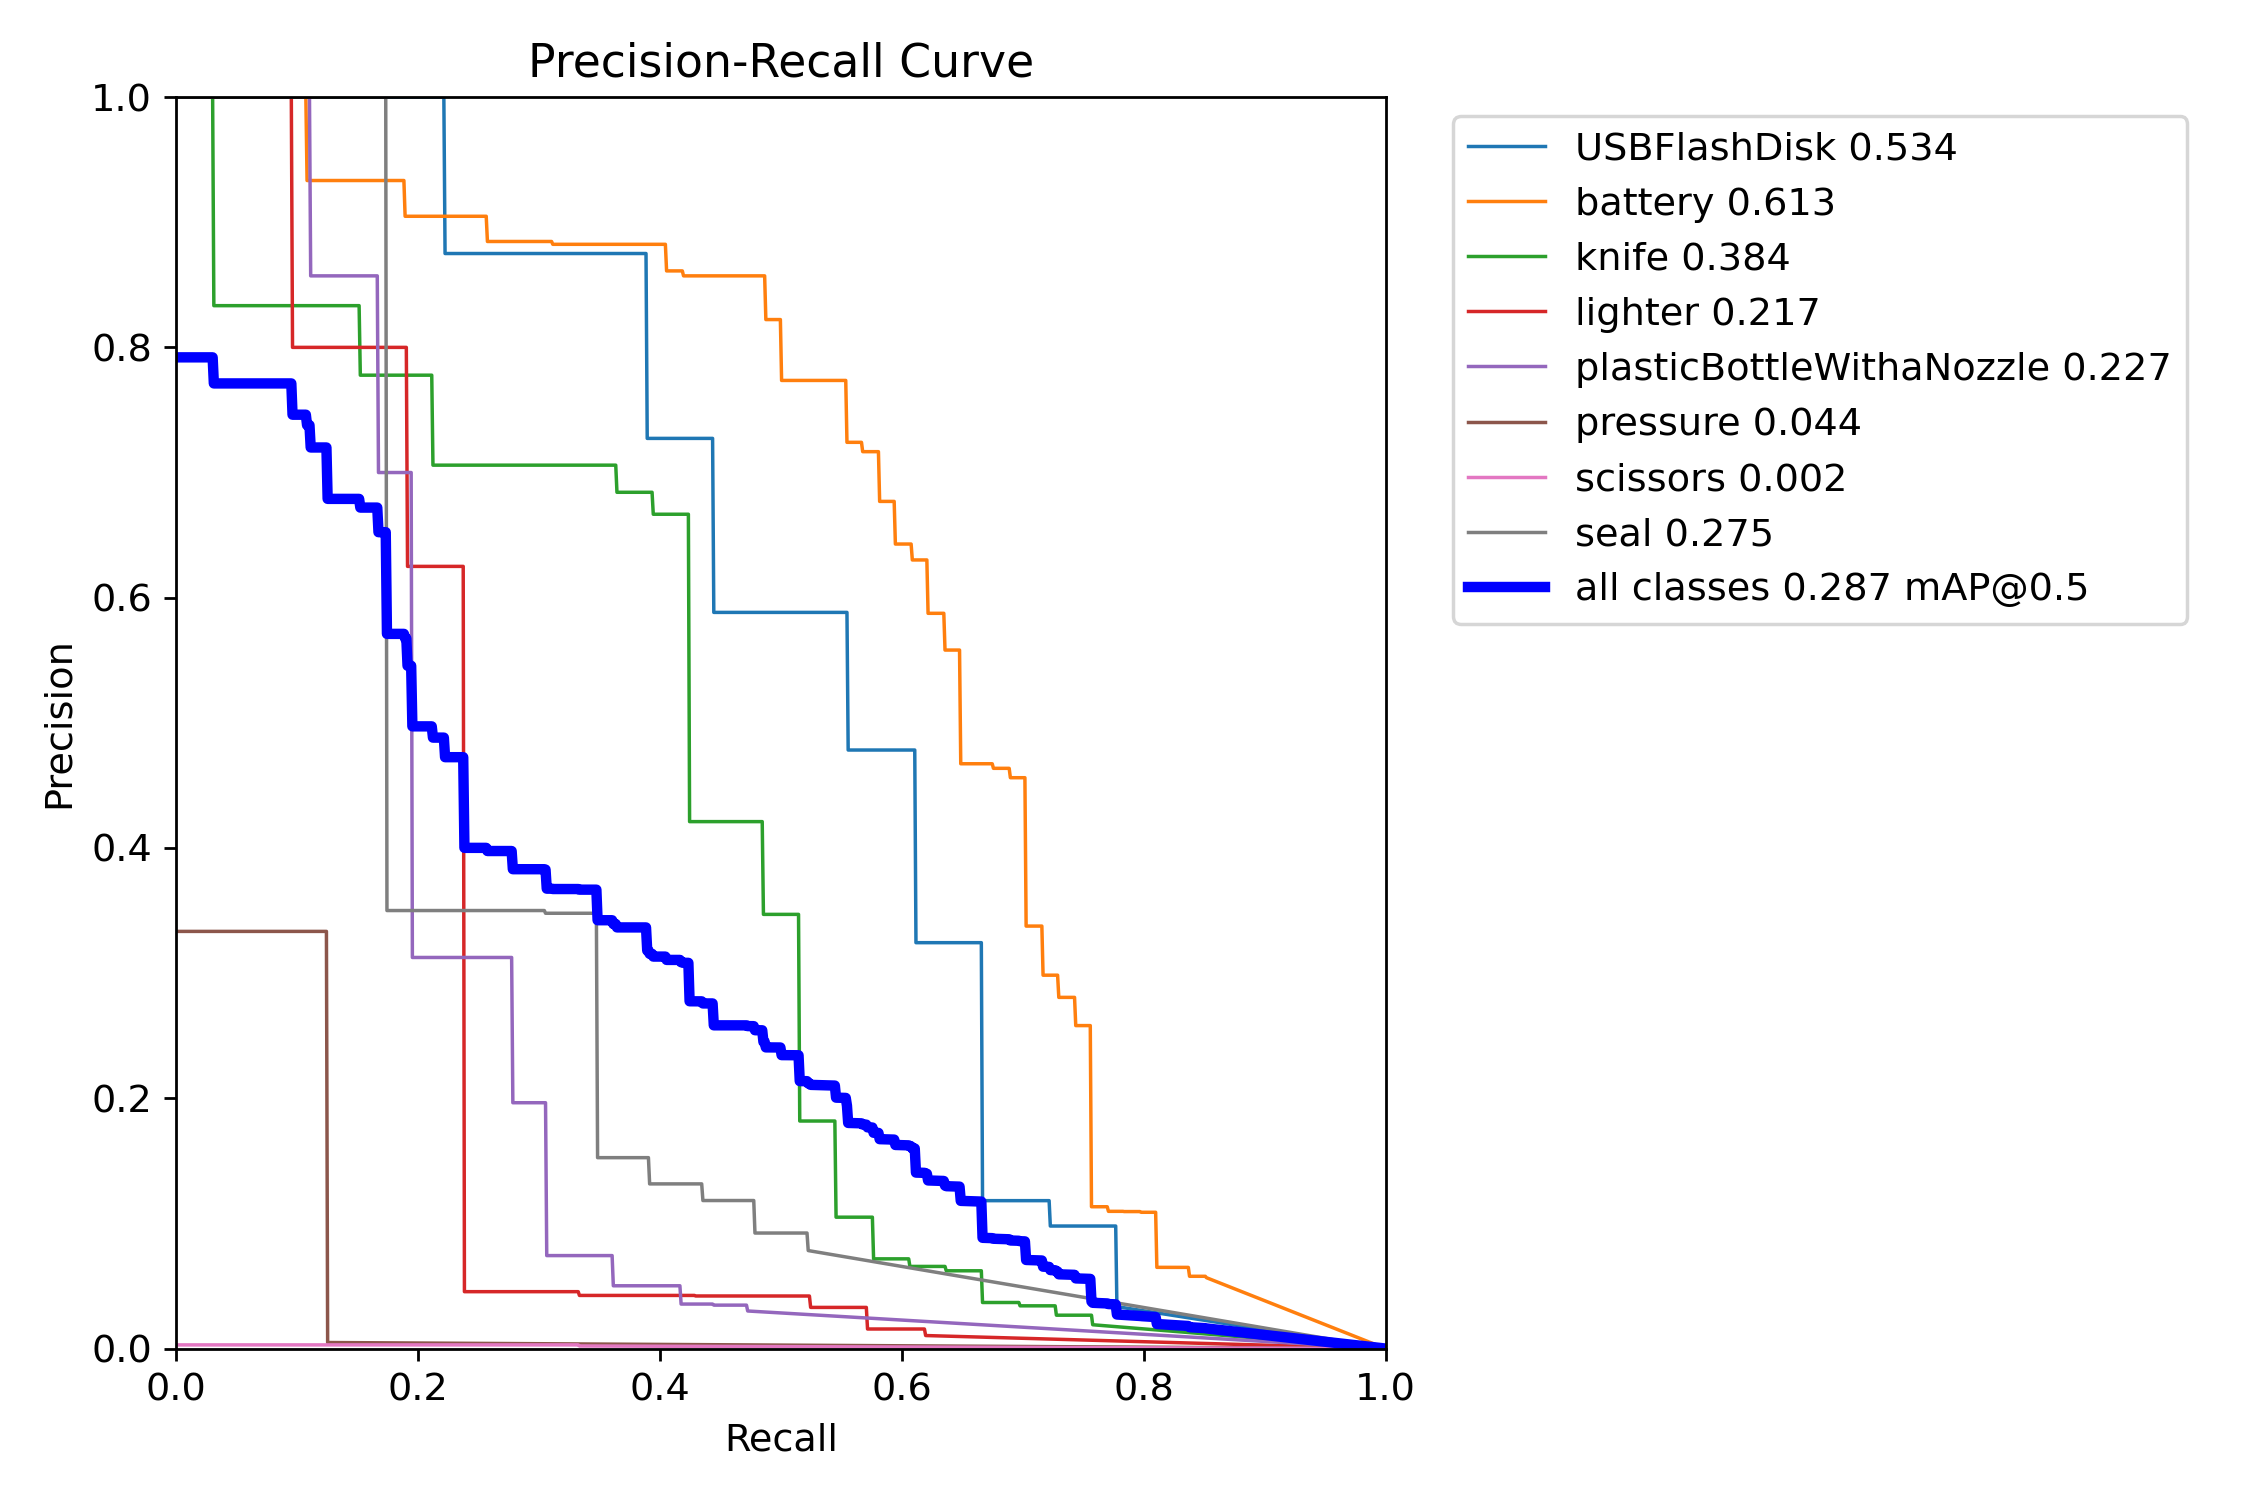 Precision-Recall Curve
1.0
0.8
0.6
0.4
0.2
0.0
Precision
0.0 0.2 0.4 0.6 0.8 1.0
Recall
USBFlashDisk 0.534
battery 0.613
knife 0.384
lighter 0.217
plasticBottleWithaNozzle 0.227
pressure 0.044
scissors 0.002
seal 0.275
all classes 0.287 mAP@0.5